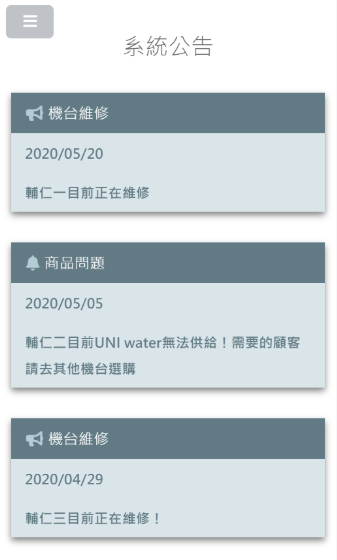 系統公告
機台維修
2020/05/20
輔仁一目前正在維修
商品問題
2020/05/05
輔仁二目前UNI water無法供給！需要的顧客
請去其他機台選購
機台維修
2020/04/29
輔仁三目前正在維修！